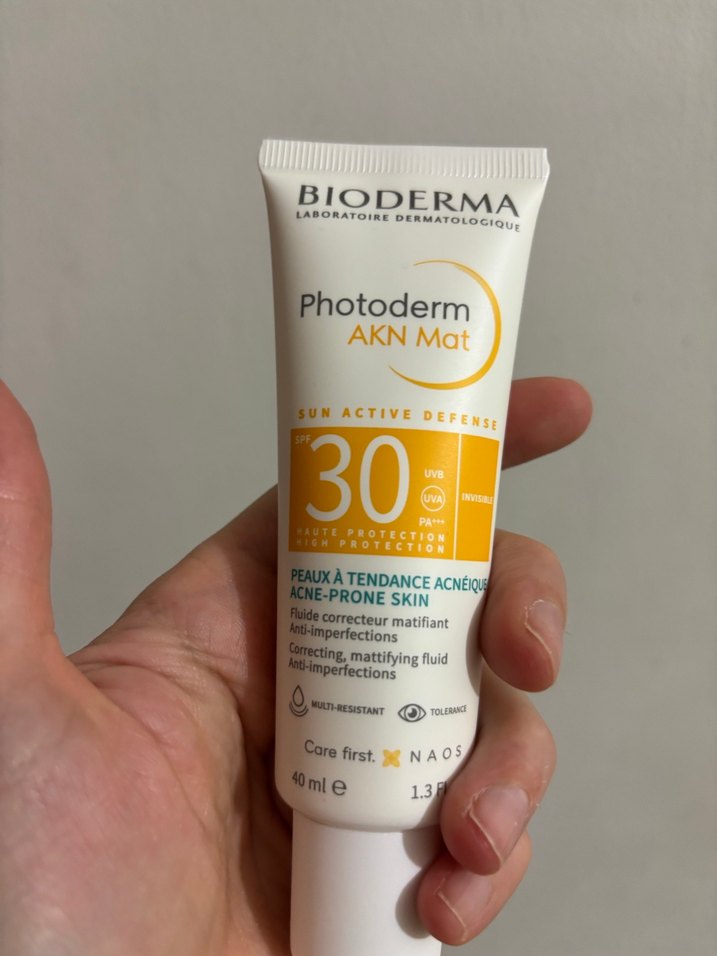 BIODERMA
LABORATOIRE DERMATOLOGIQUE
Photoderm
AKN Mat
SUN ACTIVE DEFENSE
SPF 30
UVB
UVA
PA+++
INVISIBLE
HAUTE PROTECTION
HIGH PROTECTION
PEAUX À TENDANCE ACNÉIQUE
ACNE-PRONE SKIN
Fluide correcteur matifiant
Anti-imperfections
Correcting, mattifying fluid
Anti-imperfections
MULTI-RESISTANT
TOLERANCE
Care first. NAOS
40 ml e 1.3